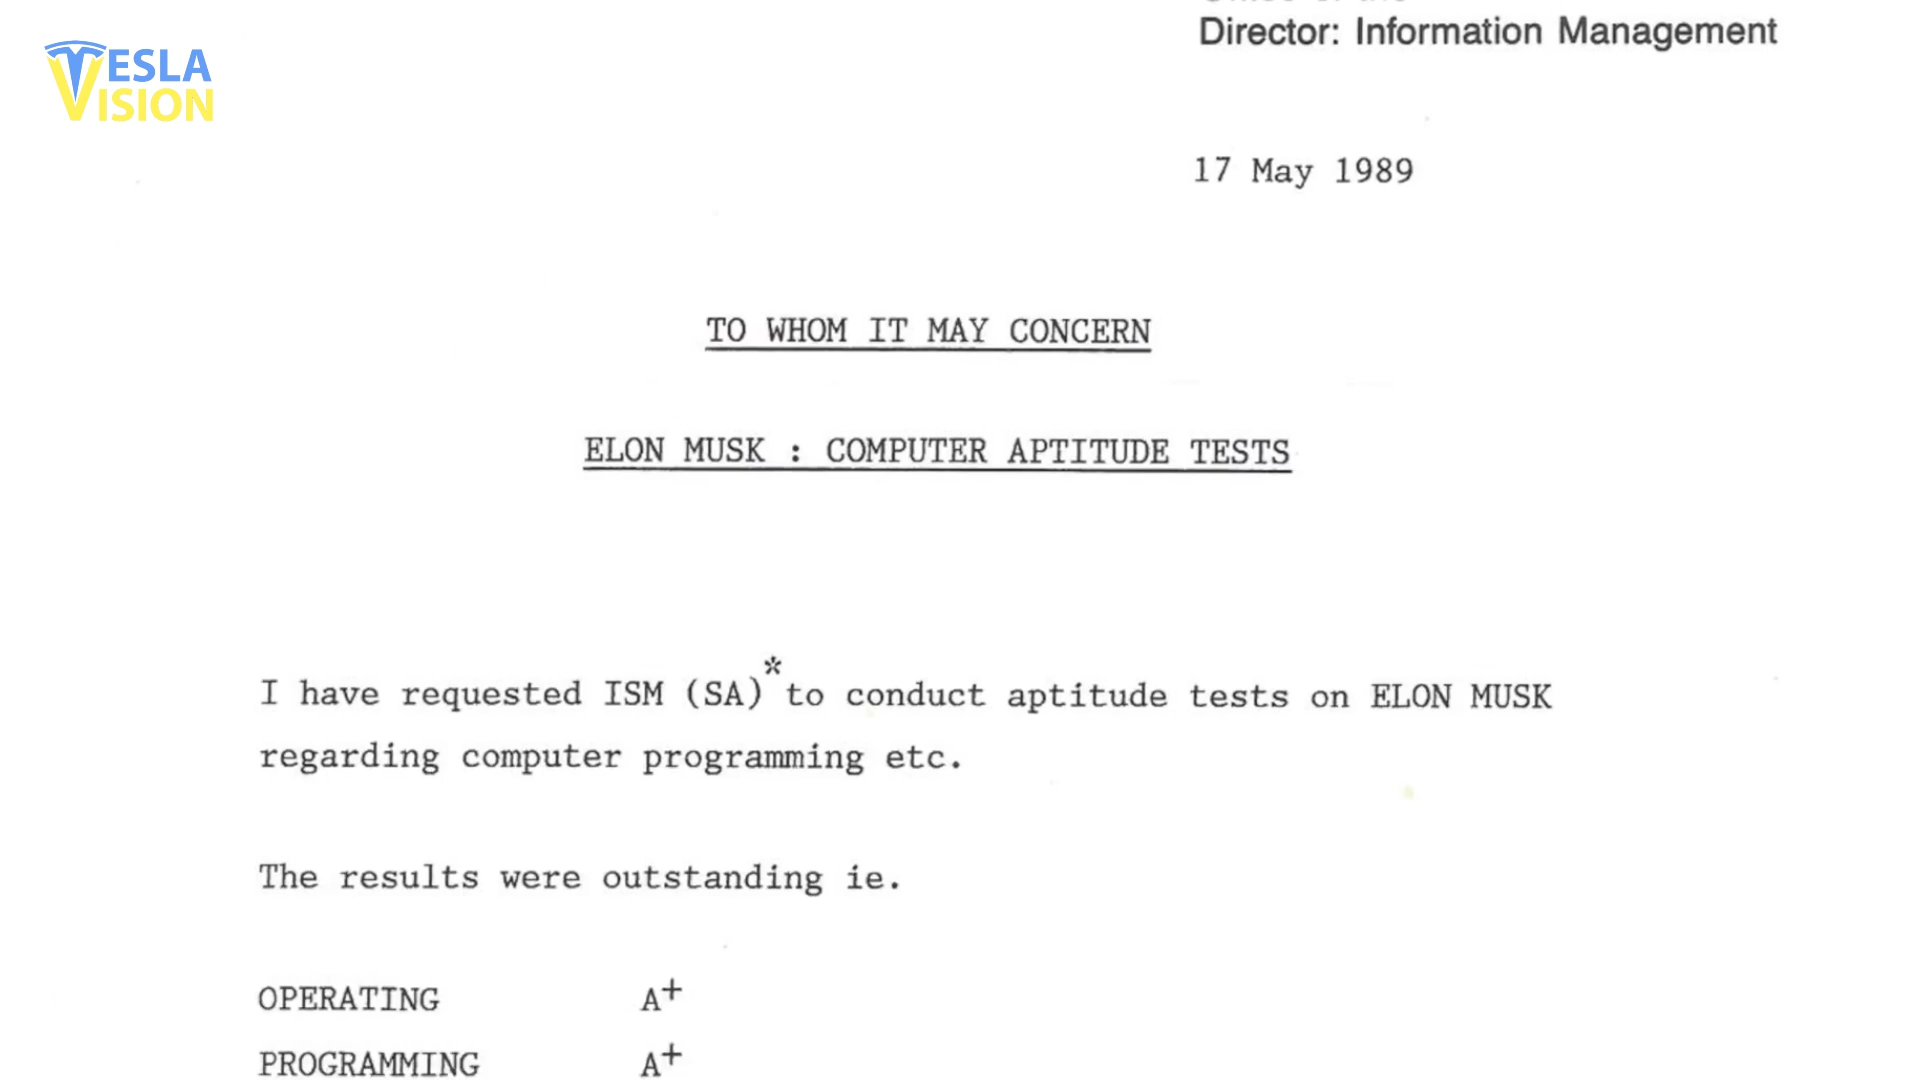 TESLA
VISION
Director: Information Management
17 May 1989
TO WHOM IT MAY CONCERN
ELON MUSK : COMPUTER APTITUDE TESTS
I have requested ISM (SA)* to conduct aptitude tests on ELON MUSK
regarding computer programming etc.
The results were outstanding ie.
OPERATING A+
PROGRAMMING A+